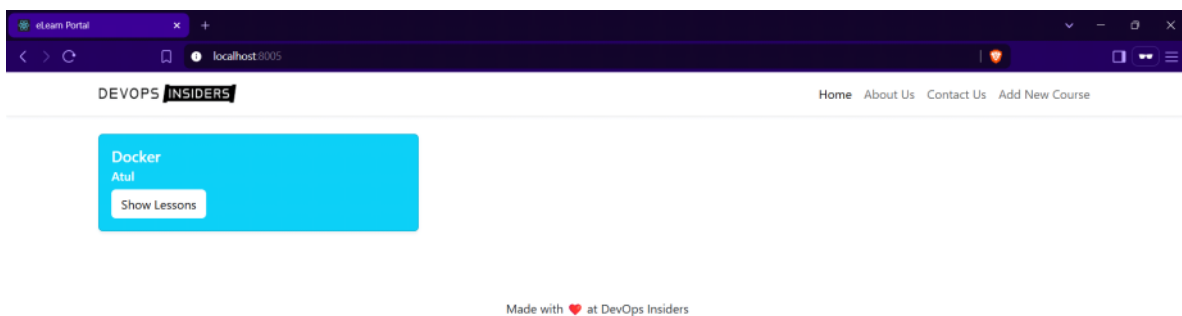 eLearn Portal
localhost:8005
DEVOPS INSIDERS
Home About Us Contact Us Add New Course
Docker
Atul
Show Lessons
Made with ❤ at DevOps Insiders